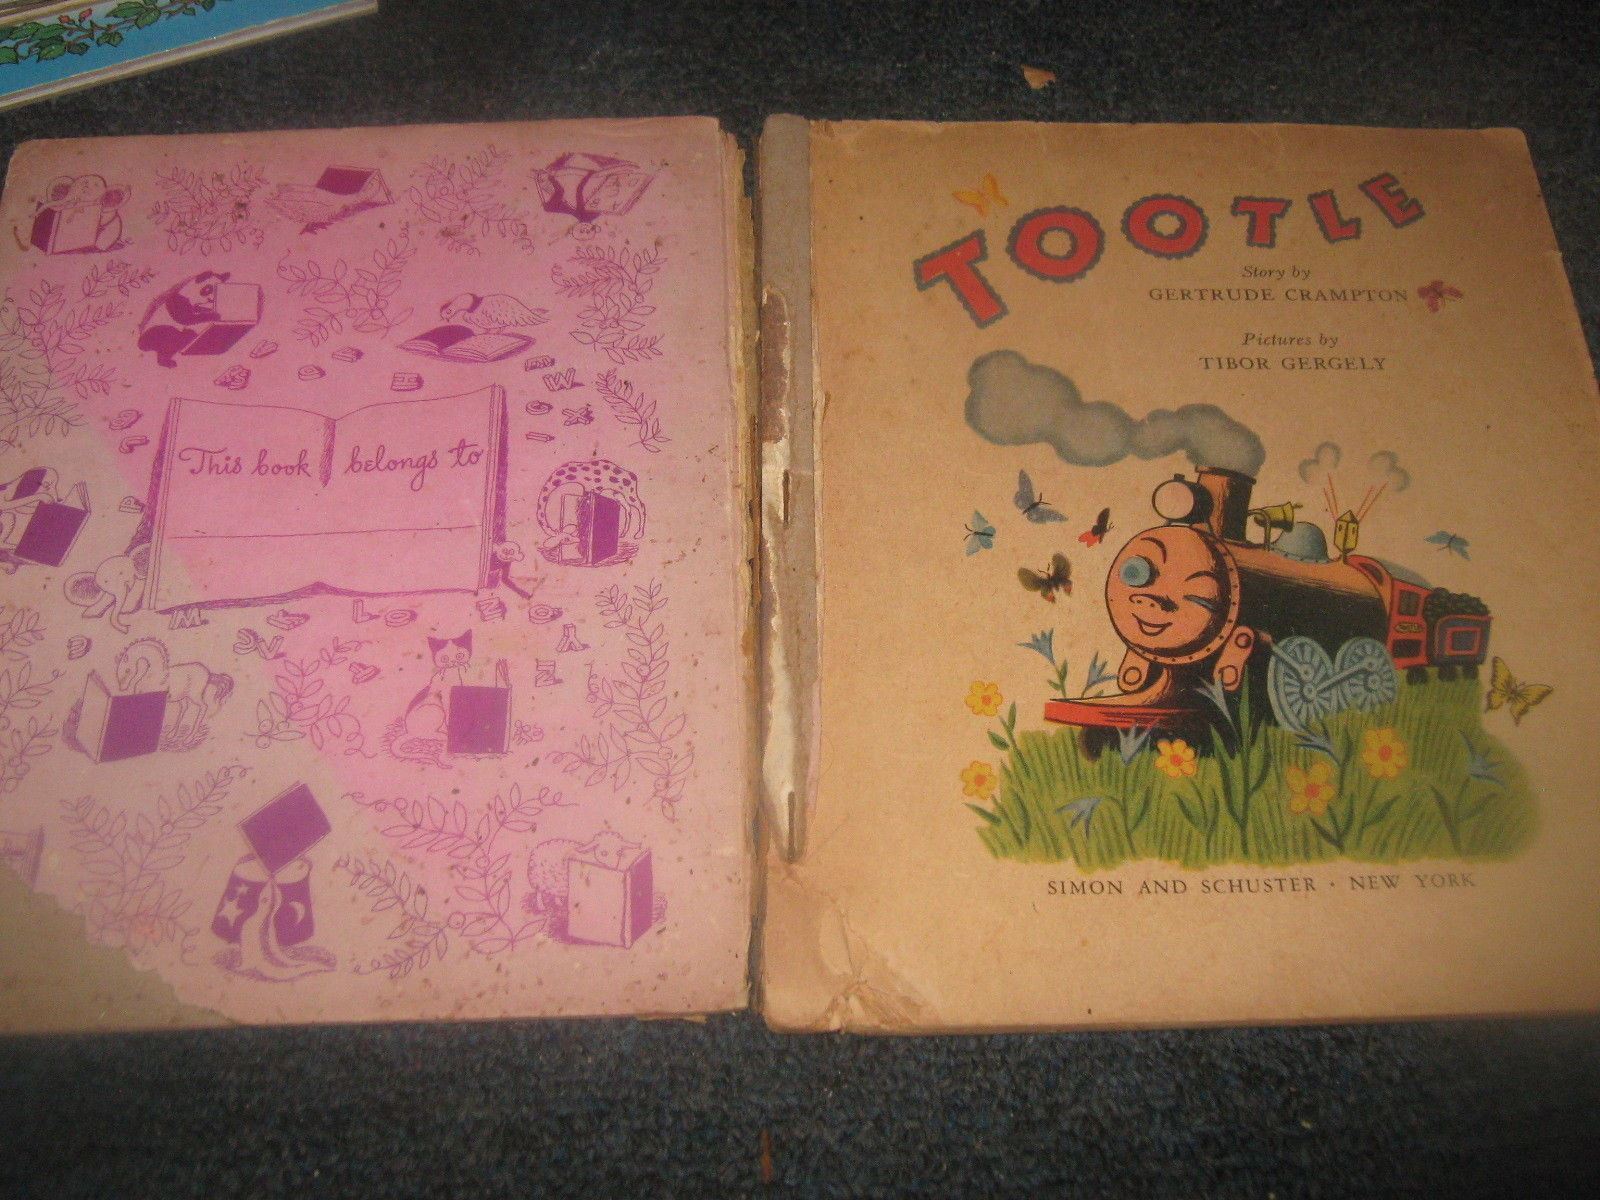 This book belongs to
TOOTLE
Story by
GERTRUDE CRAMPTON
Pictures by
TIBOR GERGELY
SIMON AND SCHUSTER • NEW YORK